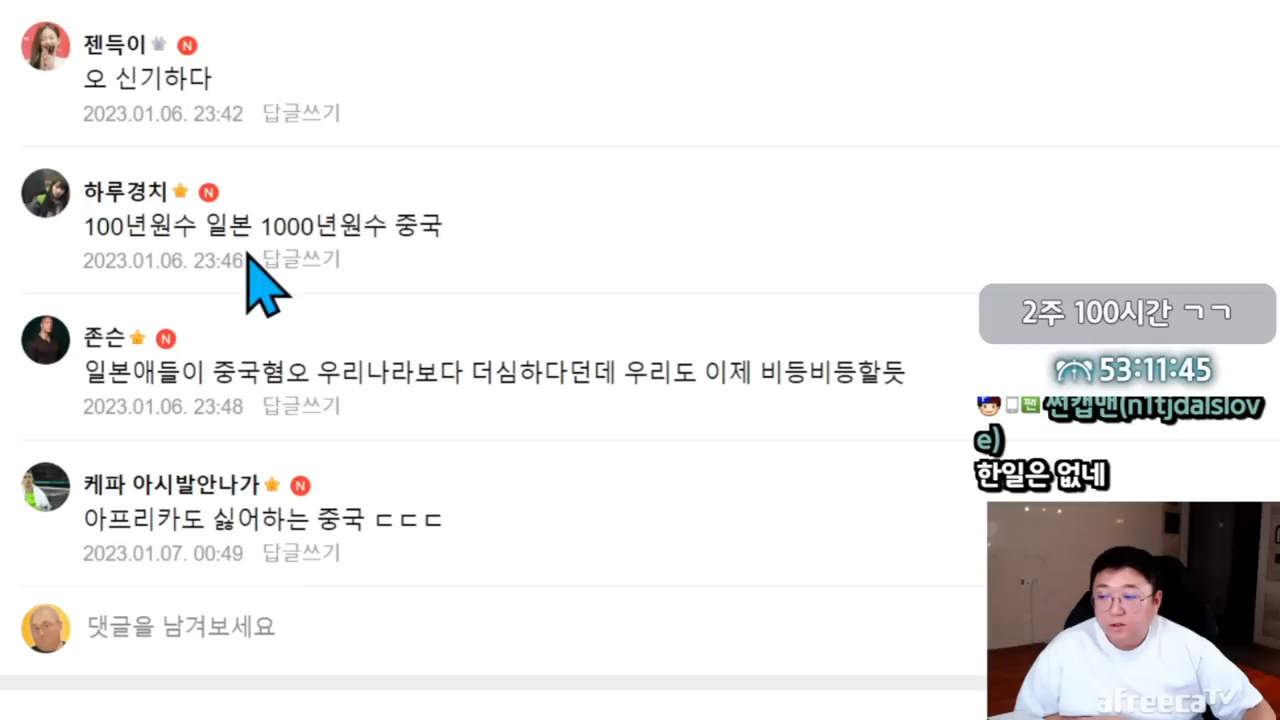 젠득이 N
오 신기하다
2023.01.06. 23:42 답글쓰기
하루경치 N
100년원수 일본 1000년원수 중국
2023.01.06. 23:46 답글쓰기
존슨 N
일본애들이 중국혐오 우리나라보다 더심하다던데 우리도 이제 비등비등할듯
2023.01.06. 23:48 답글쓰기
케파 아시발안나가 N
아프리카도 싫어하는 중국 ㄷㄷㄷ
2023.01.07. 00:49 답글쓰기
댓글을 남겨보세요
2주 100시간 ㄱㄱ
53:11:45
팬 썬캡맨(n1tjdalslov
e)
한일은 없네
afreecaTV